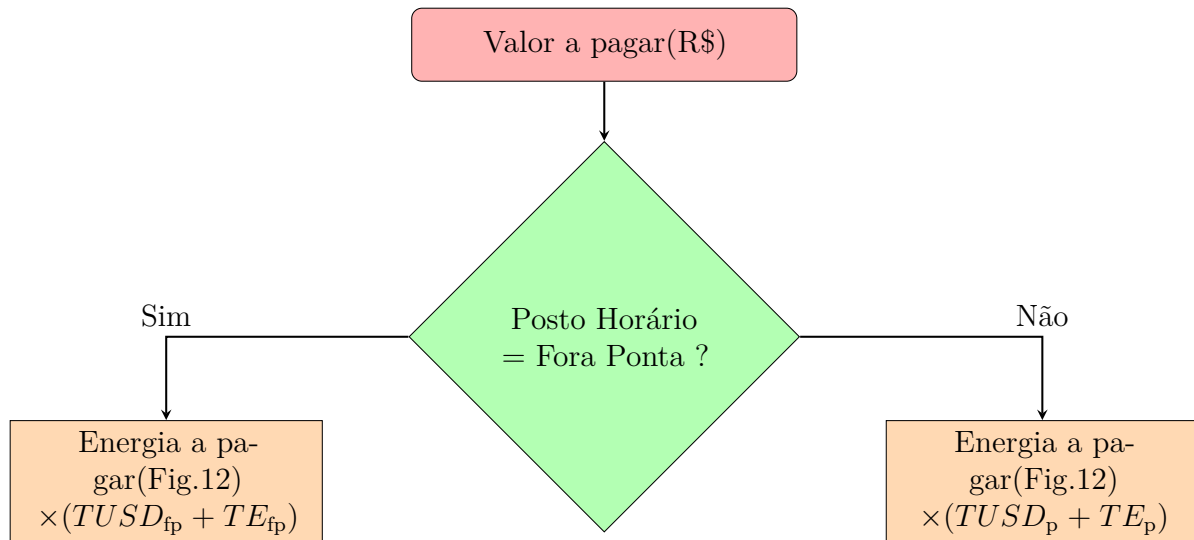 Valor a pagar(R$)
Posto Horário
= Fora Ponta ?
Sim
Não
Energia a pa-
gar(Fig.12)
×(TUSD_fp + TE_fp)
Energia a pa-
gar(Fig.12)
×(TUSD_p + TE_p)